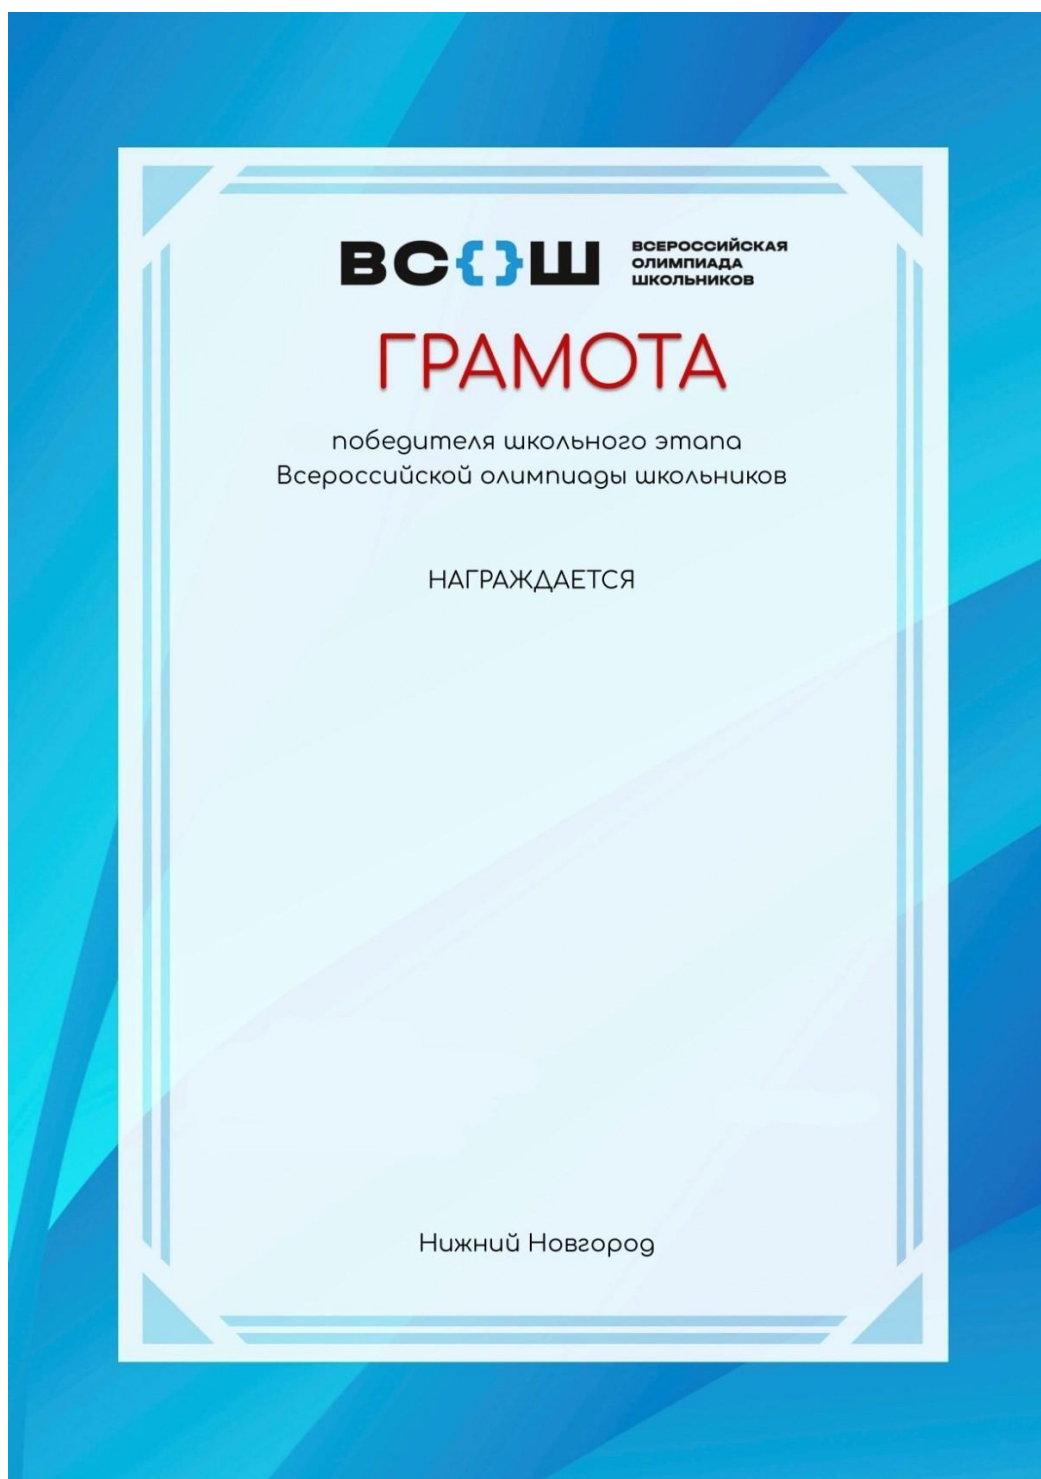 ВС{}Ш
ВСЕРОССИЙСКАЯ
ОЛИМПИАДА
ШКОЛЬНИКОВ
ГРАМОТА
победителя школьного этапа
Всероссийской олимпиады школьников
НАГРАЖДАЕТСЯ
Нижний Новгород